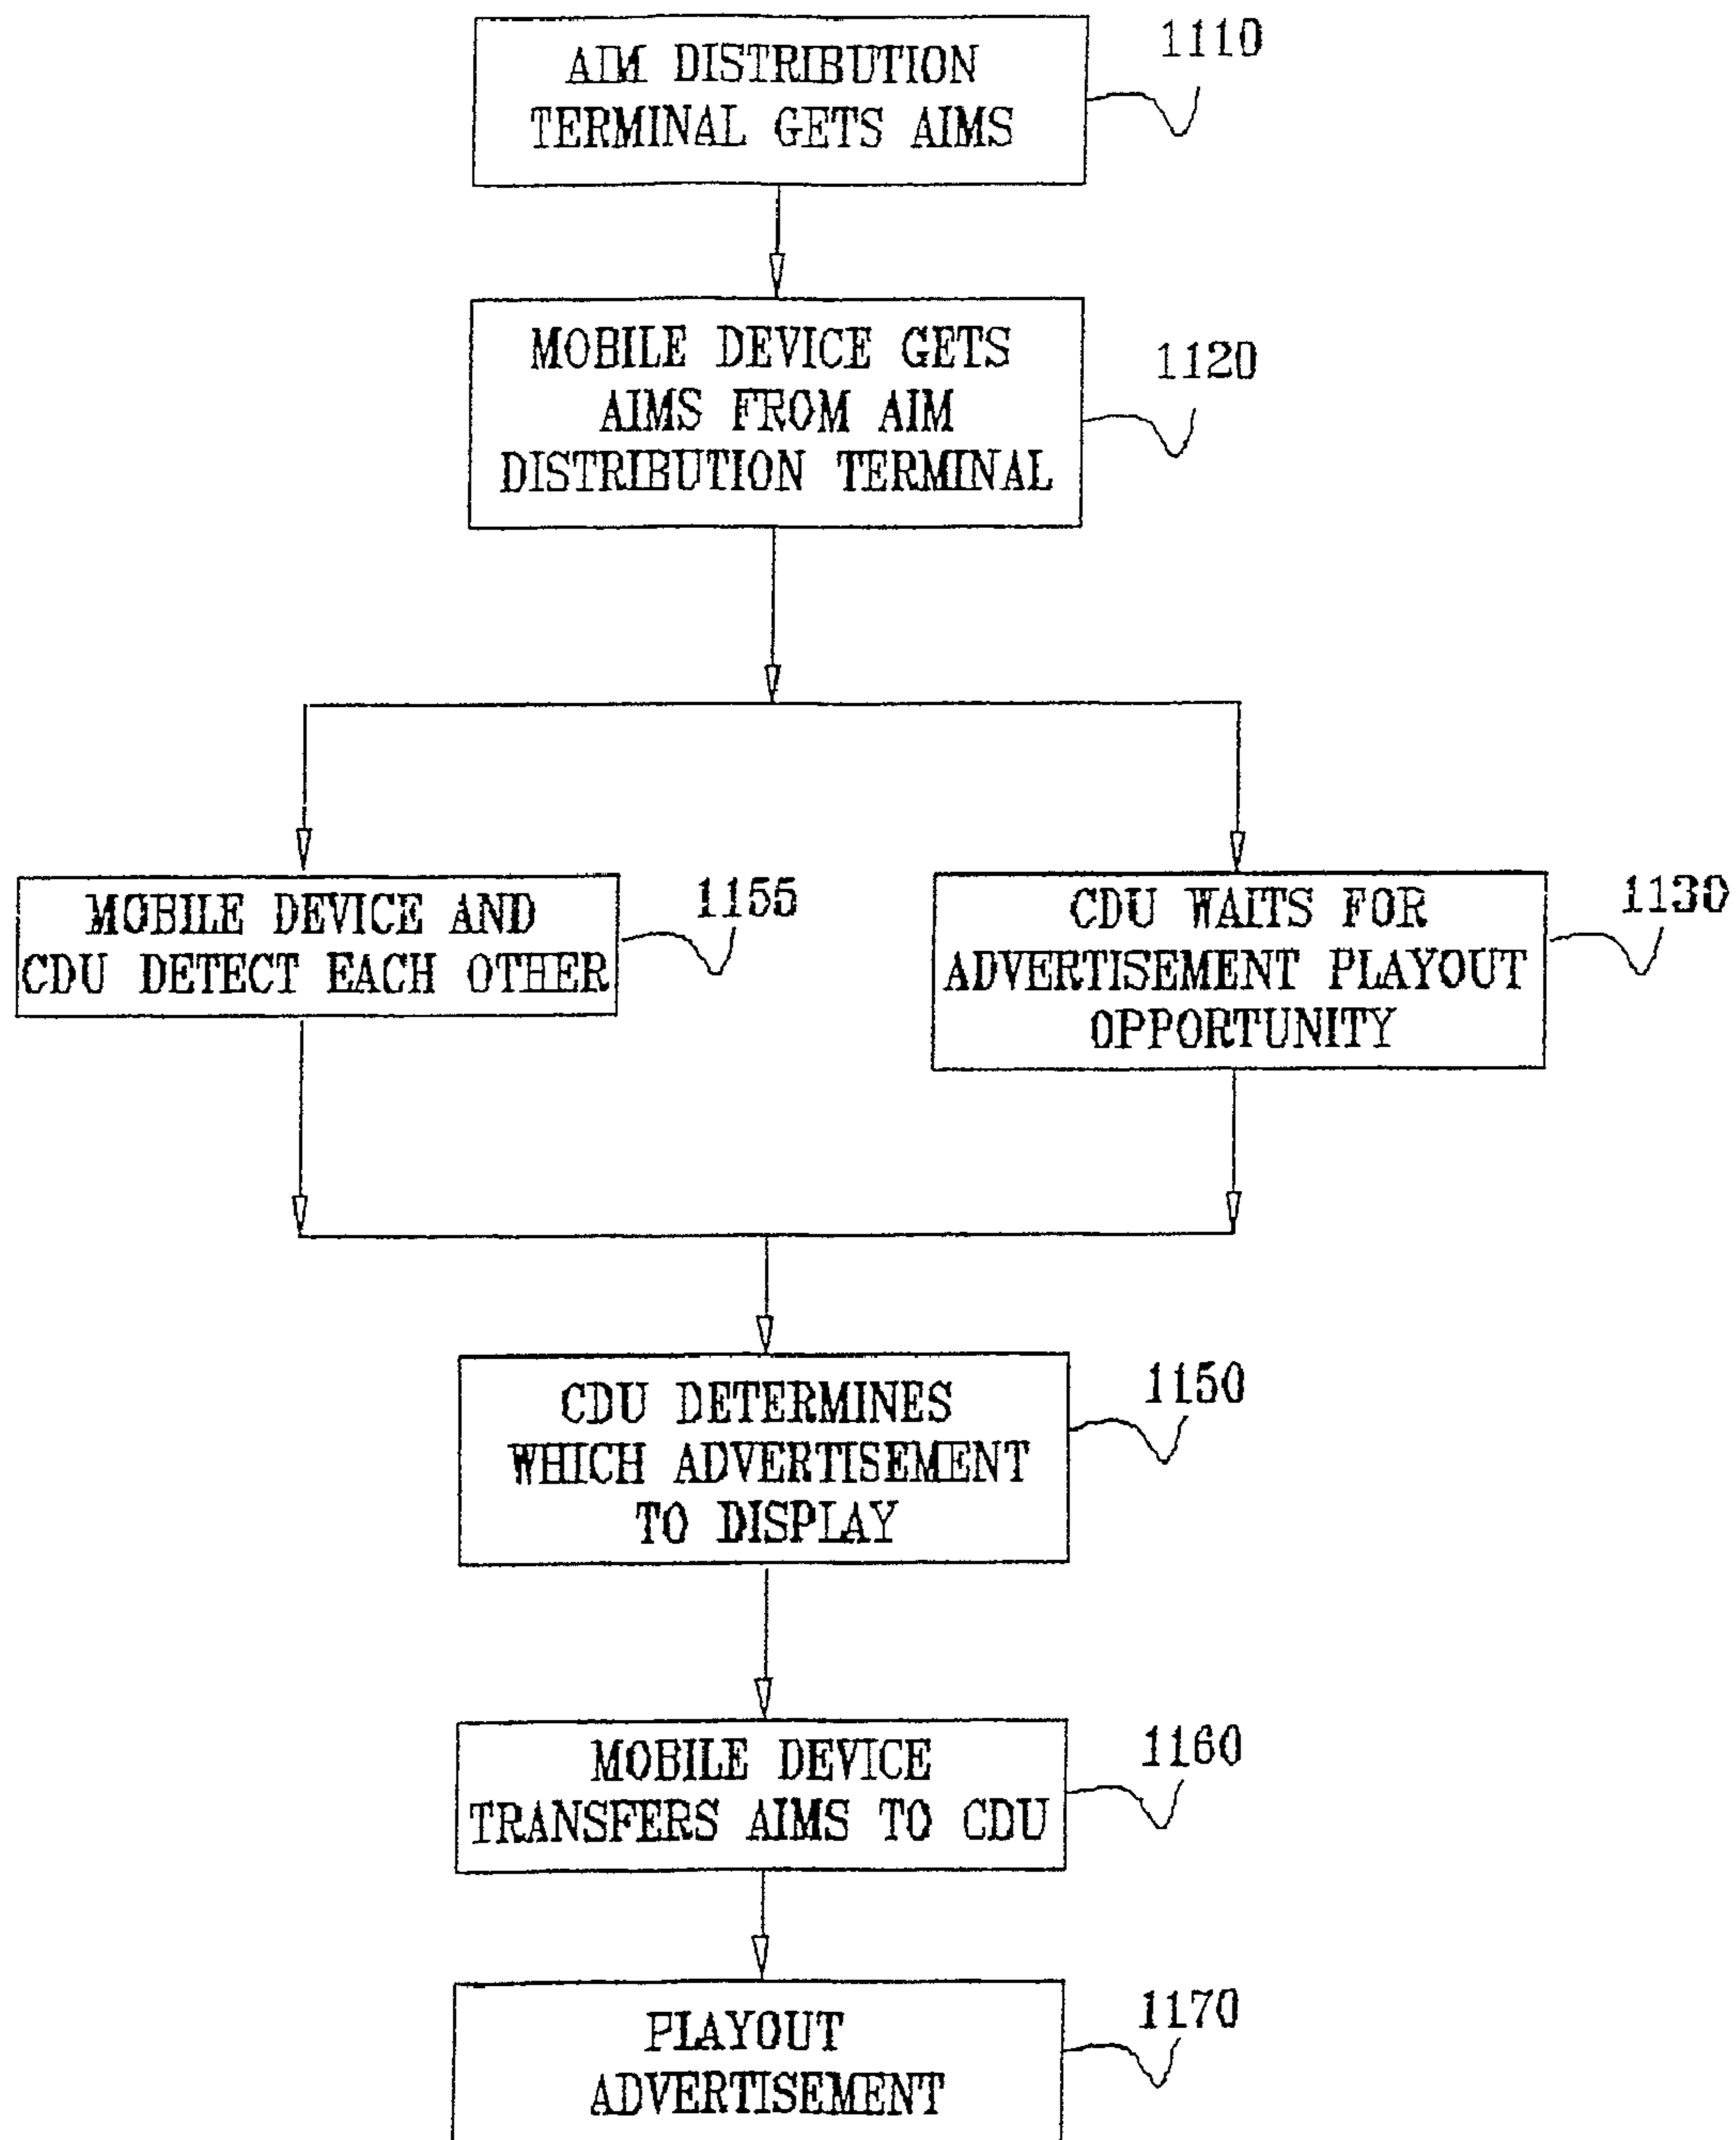 AIM DISTRIBUTION
TERMINAL GETS AIMS
1110
MOBILE DEVICE GETS
AIMS FROM AIM
DISTRIBUTION TERMINAL
1120
MOBILE DEVICE AND
CDU DETECT EACH OTHER
1155
CDU WAITS FOR
ADVERTISEMENT PLAYOUT
OPPORTUNITY
1130
CDU DETERMINES
WHICH ADVERTISEMENT
TO DISPLAY
1150
MOBILE DEVICE
TRANSFERS AIMS TO CDU
1160
PLAYOUT
ADVERTISEMENT
1170